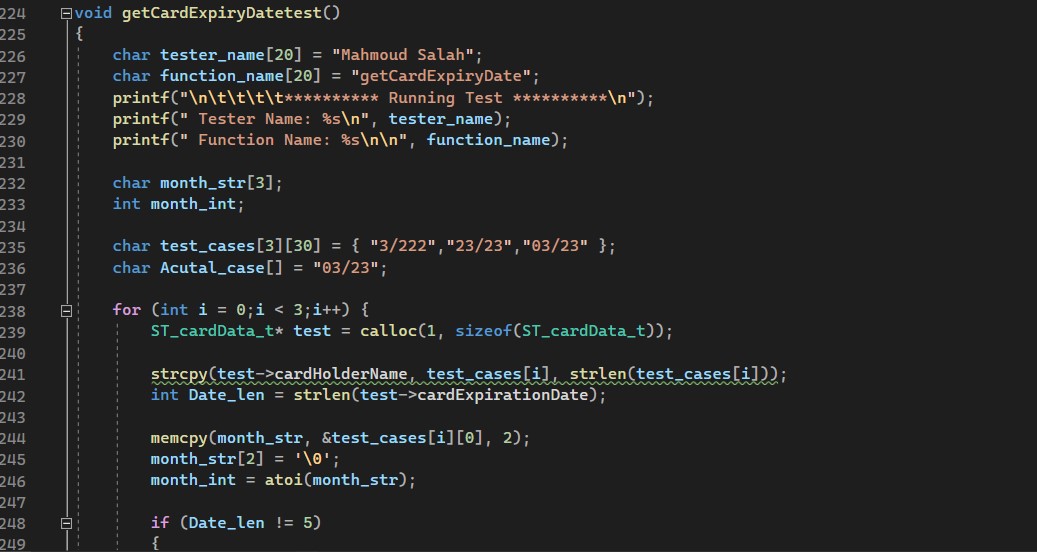 224 void getCardExpiryDatetest()
225 {
226 char tester_name[20] = "Mahmoud Salah";
227 char function_name[20] = "getCardExpiryDate";
228 printf("\n\t\t\t\t********** Running Test **********\n");
229 printf(" Tester Name: %s\n", tester_name);
230 printf(" Function Name: %s\n\n", function_name);
231
232 char month_str[3];
233 int month_int;
234
235 char test_cases[3][30] = { "3/222","23/23","03/23" };
236 char Acutal_case[] = "03/23";
237
238 for (int i = 0;i < 3;i++) {
239 ST_cardData_t* test = calloc(1, sizeof(ST_cardData_t));
240
241 strcpy(test->cardHolderName, test_cases[i], strlen(test_cases[i]));
242 int Date_len = strlen(test->cardExpirationDate);
243
244 memcpy(month_str, &test_cases[i][0], 2);
245 month_str[2] = '\0';
246 month_int = atoi(month_str);
247
248 if (Date_len != 5)
249 {